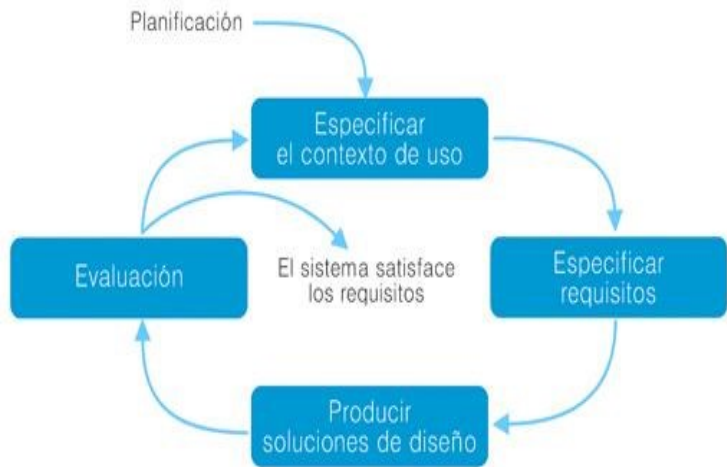 Planificación
Especificar
el contexto de uso
Evaluación
El sistema satisface
los requisitos
Especificar
requisitos
Producir
soluciones de diseño